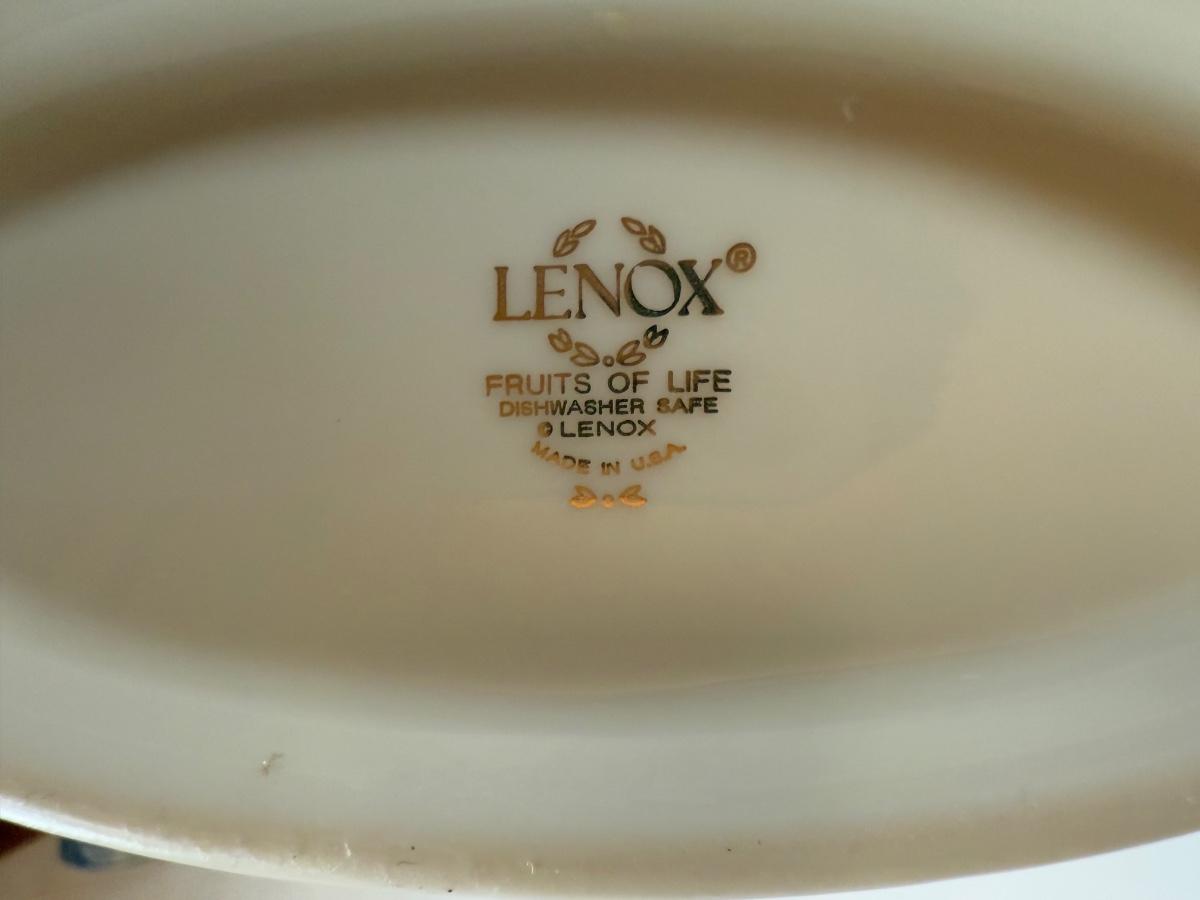 LENOX®
FRUITS OF LIFE
DISHWASHER SAFE
© LENOX
MADE IN U.S.A.